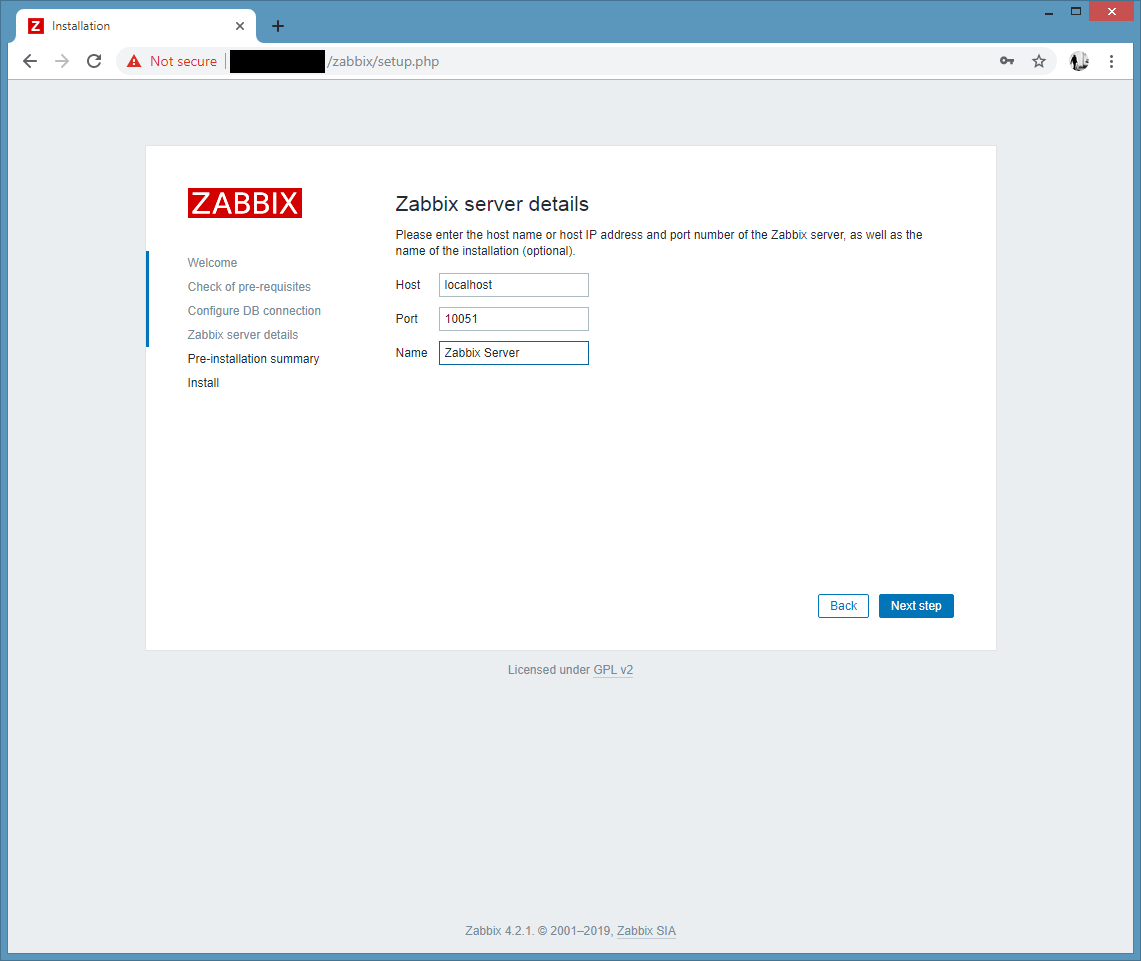 Installation
Not secure /zabbix/setup.php
ZABBIX
Welcome
Check of pre-requisites
Configure DB connection
Zabbix server details
Pre-installation summary
Install
Zabbix server details
Please enter the host name or host IP address and port number of the Zabbix server, as well as the
name of the installation (optional).
Host localhost
Port 10051
Name Zabbix Server
Back Next step
Licensed under GPL v2
Zabbix 4.2.1. © 2001–2019, Zabbix SIA